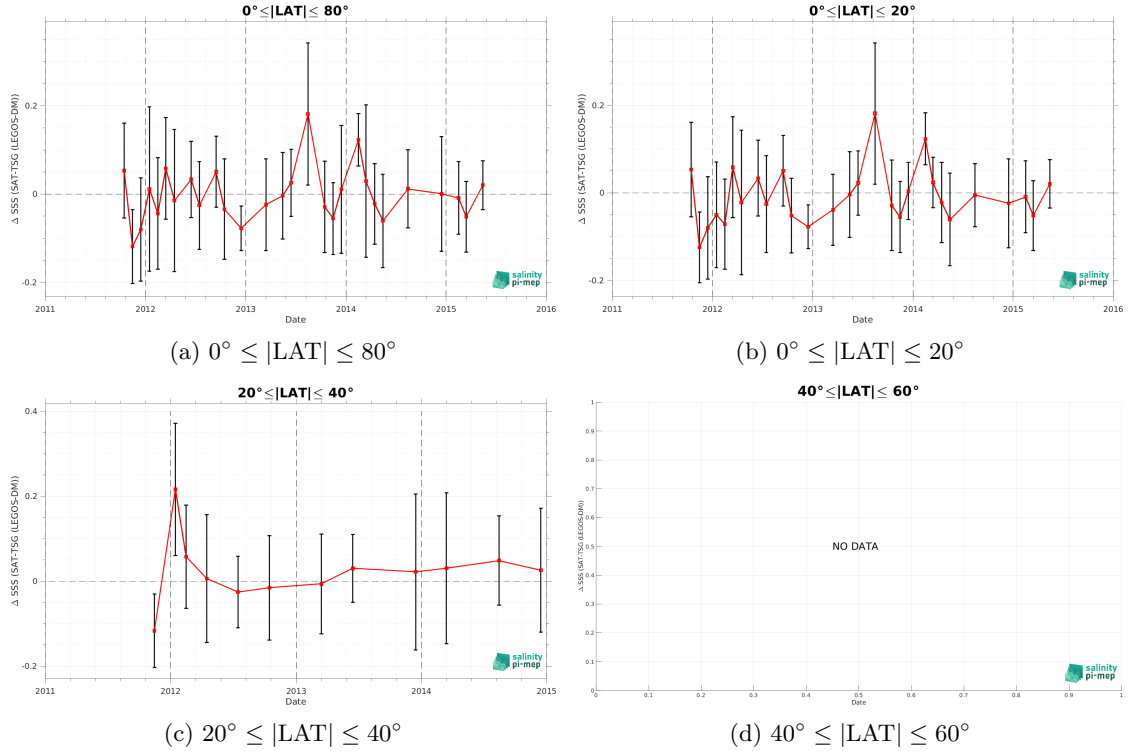 0°≤|LAT|≤ 80°
Δ SSS (SAT-TSG (LEGOS-DM))
0.2
0
-0.2
2011
2012
2013
2014
2015
2016
Date
salinity
pi-mep
(a) 0° ≤ |LAT| ≤ 80°
0°≤|LAT|≤ 20°
Δ SSS (SAT-TSG (LEGOS-DM))
0.2
0
-0.2
2011
2012
2013
2014
2015
2016
Date
salinity
pi-mep
(b) 0° ≤ |LAT| ≤ 20°
20°≤|LAT|≤ 40°
Δ SSS (SAT-TSG (LEGOS-DM))
0.4
0.2
0
-0.2
2011
2012
2013
2014
2015
Date
salinity
pi-mep
(c) 20° ≤ |LAT| ≤ 40°
40°≤|LAT|≤ 60°
Δ SSS (SAT-TSG (LEGOS-DM))
1
0.9
0.8
0.7
0.6
0.5
0.4
0.3
0.2
0.1
0
NO DATA
0
0.1
0.2
0.3
0.4
0.5
0.6
0.7
0.8
0.9
1
Date
salinity
pi-mep
(d) 40° ≤ |LAT| ≤ 60°